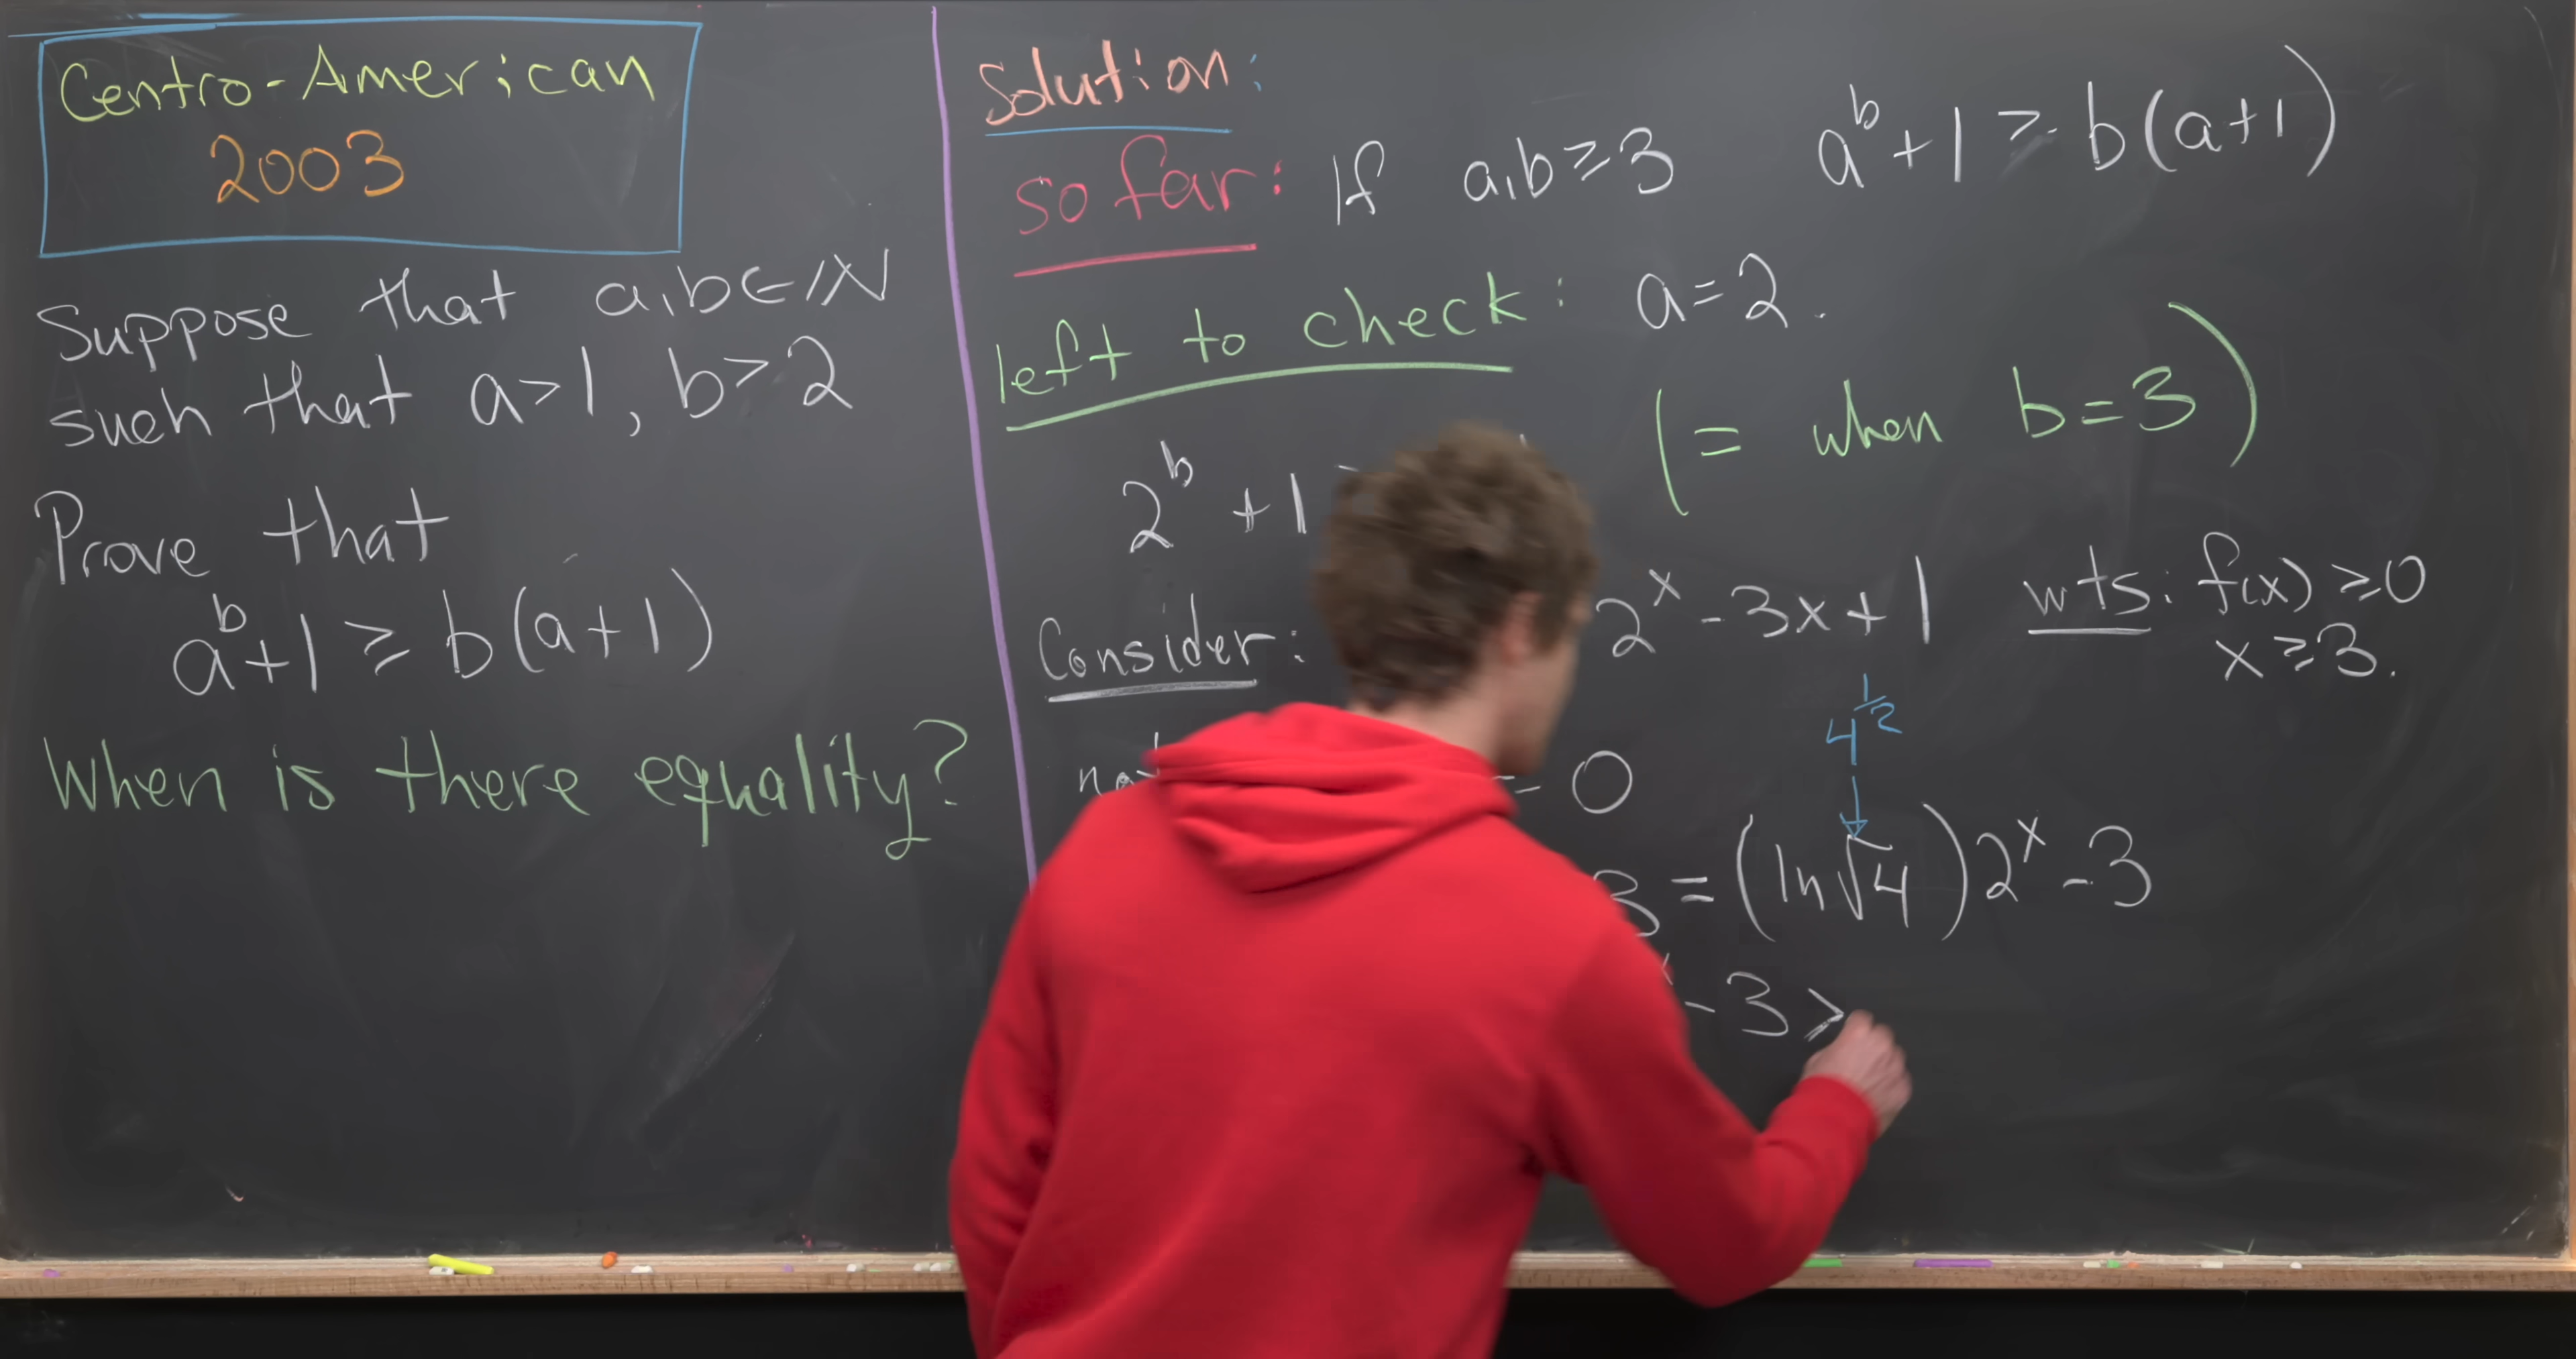 Centro-American
2003
Suppose that a,b∈ℕ
such that a>1, b>2
Prove that
a^b+1 ≥ b(a+1)
When is there equality?
Solution:
so far: If a,b≥3 a^b+1 ≥ b(a+1)
left to check: a=2.
(= when b=3)
2^b+1
Consider: 2^x-3x+1 wts: f(x)≥0
x≥3.
= 0
4^1/2
3 = (ln√4)2^x-3
-3>